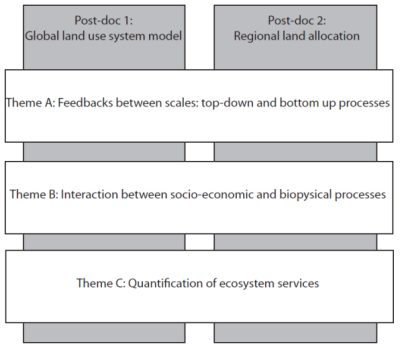 Post-doc 1:
Global land use system model
Post-doc 2:
Regional land allocation
Theme A: Feedbacks between scales: top-down and bottom up processes
Theme B: Interaction between socio-economic and biopysical processes
Theme C: Quantification of ecosystem services